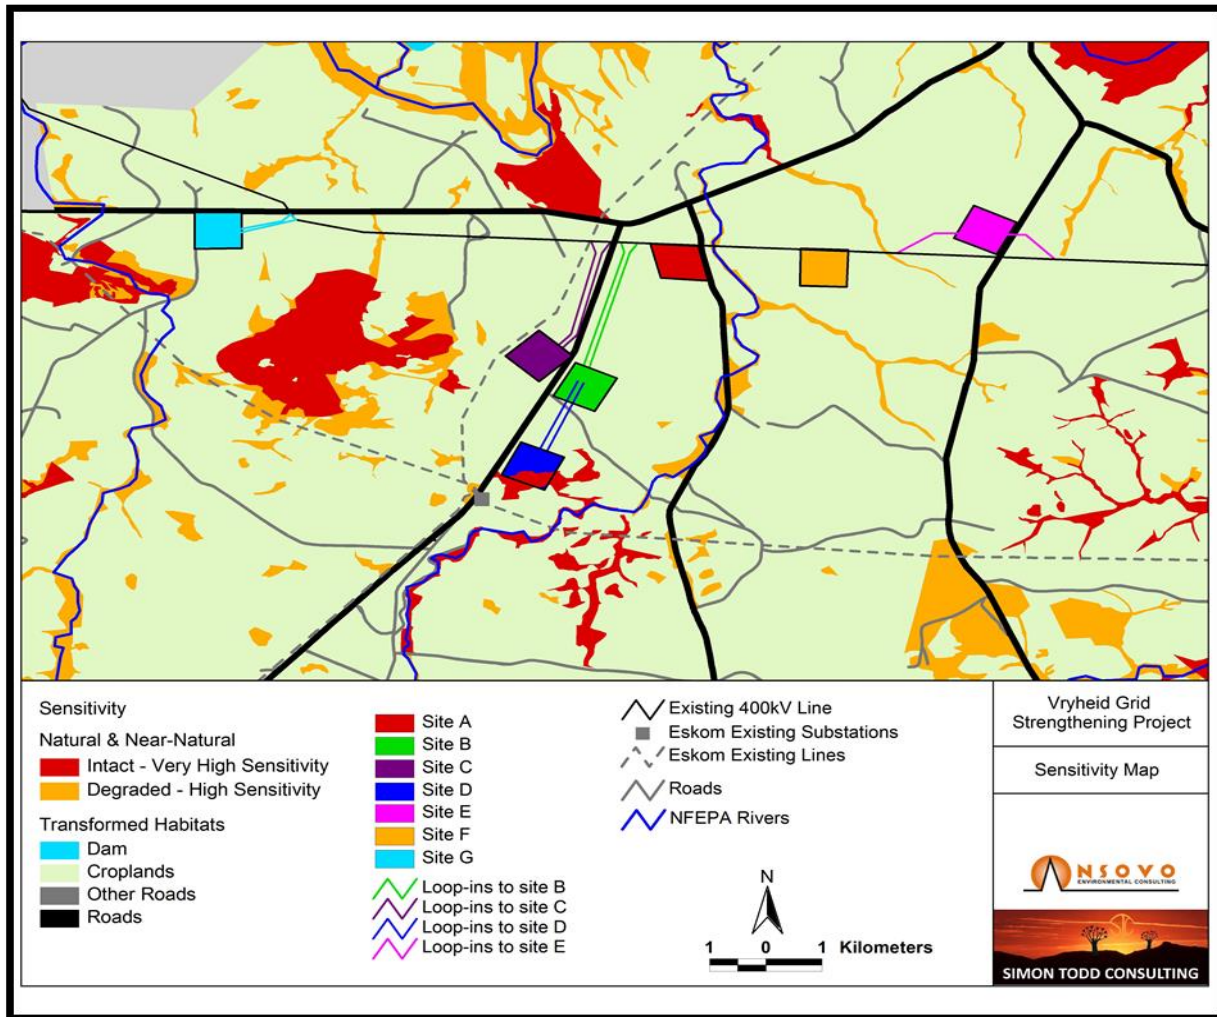 Sensitivity
Natural & Near-Natural
Intact - Very High Sensitivity
Degraded - High Sensitivity
Transformed Habitats
Dam
Croplands
Other Roads
Roads
Site A
Site B
Site C
Site D
Site E
Site F
Site G
Loop-ins to site B
Loop-ins to site C
Loop-ins to site D
Loop-ins to site E
Existing 400kV Line
Eskom Existing Substations
Eskom Existing Lines
Roads
NFEPA Rivers
N
1 0 1 Kilometers
Vryheid Grid
Strengthening Project
Sensitivity Map
NSOVO
ENVIRONMENTAL CONSULTING
STC
SIMON TODD CONSULTING